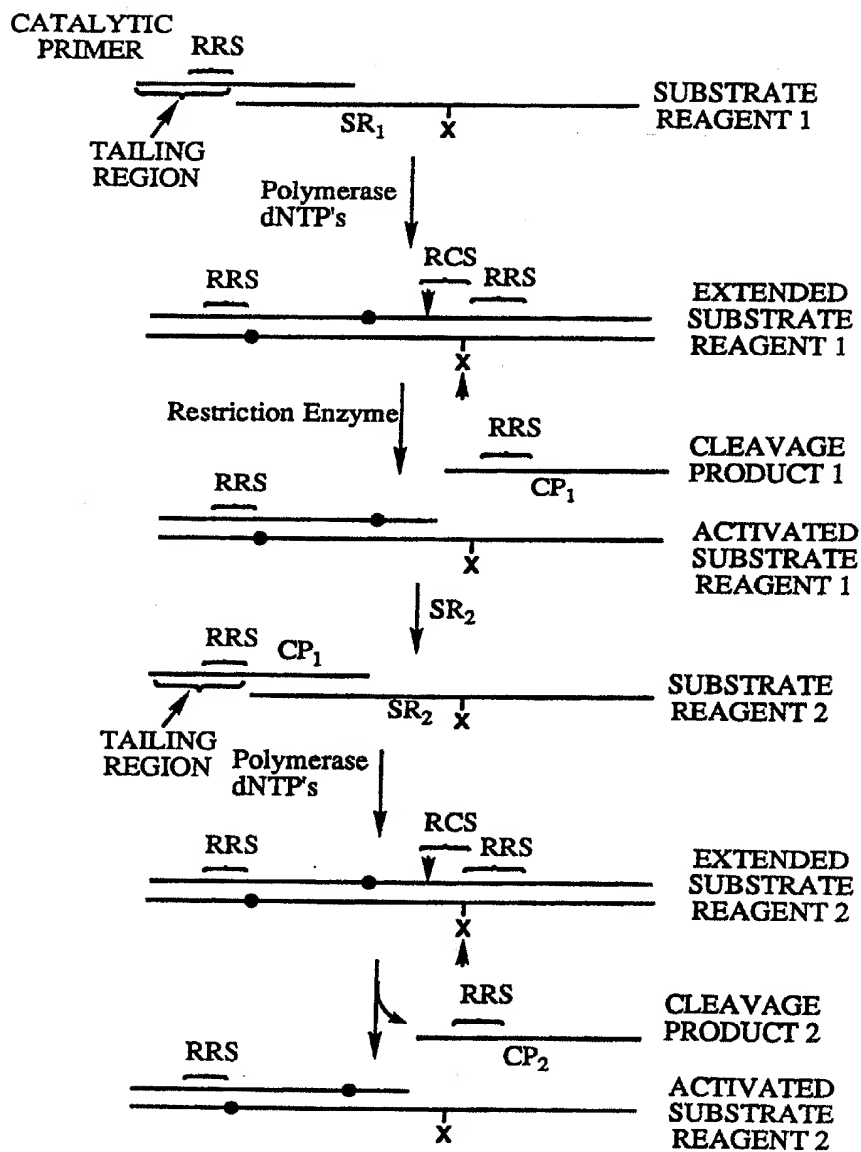 CATALYTIC
PRIMER
RRS
TAILING
REGION
SR1
X
SUBSTRATE
REAGENT 1
Polymerase
dNTP's
RRS
RCS
RRS
X
EXTENDED
SUBSTRATE
REAGENT 1
Restriction Enzyme
RRS
CP1
CLEAVAGE
PRODUCT 1
RRS
X
ACTIVATED
SUBSTRATE
REAGENT 1
SR2
RRS
CP1
TAILING
REGION
SR2
X
SUBSTRATE
REAGENT 2
Polymerase
dNTP's
RRS
RCS
RRS
X
EXTENDED
SUBSTRATE
REAGENT 2
RRS
CP2
CLEAVAGE
PRODUCT 2
RRS
X
ACTIVATED
SUBSTRATE
REAGENT 2